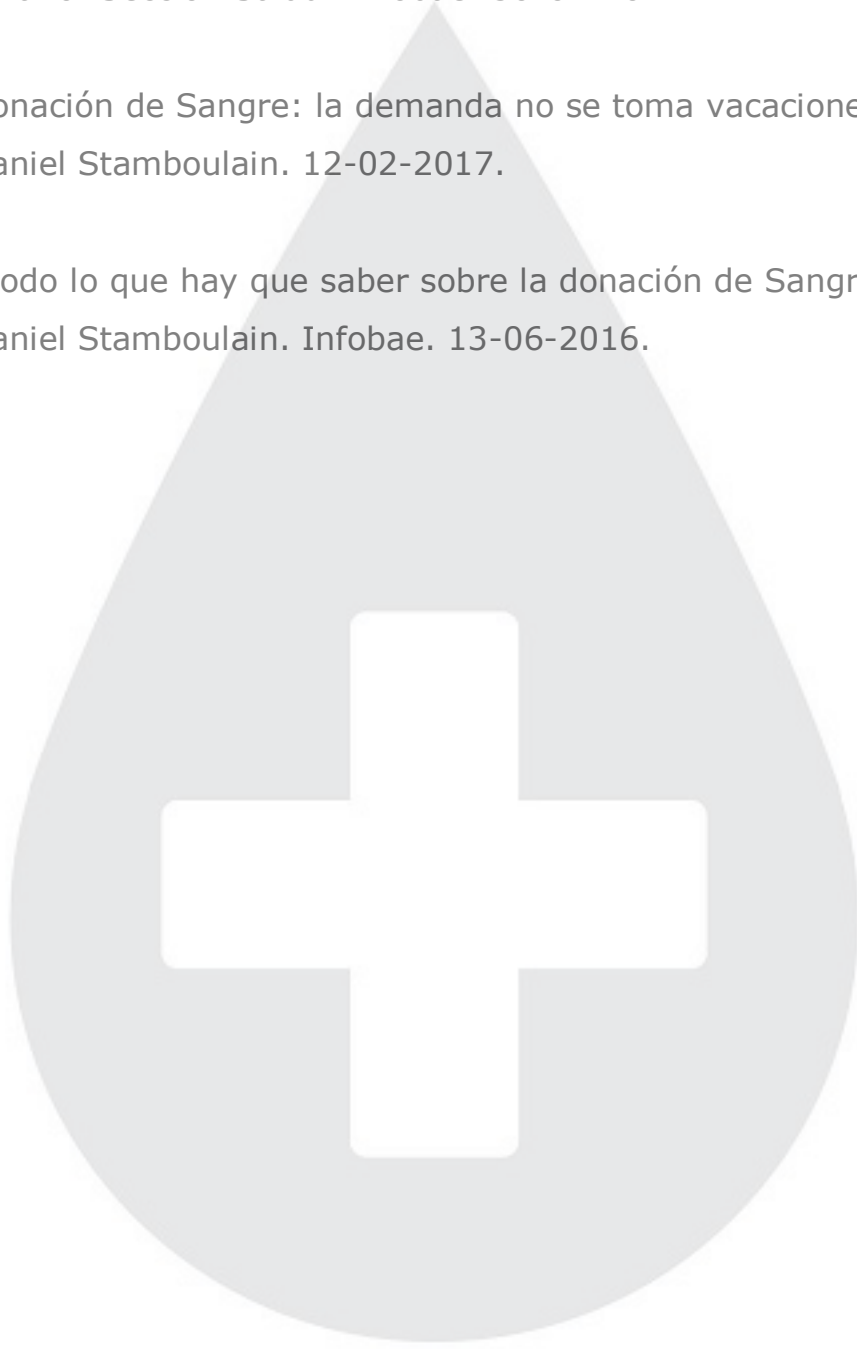 onación de Sangre: la demanda no se toma vacacione
aniel Stamboulain. 12-02-2017.
odo lo que hay que saber sobre la donación de Sangr
aniel Stamboulain. Infobae. 13-06-2016.